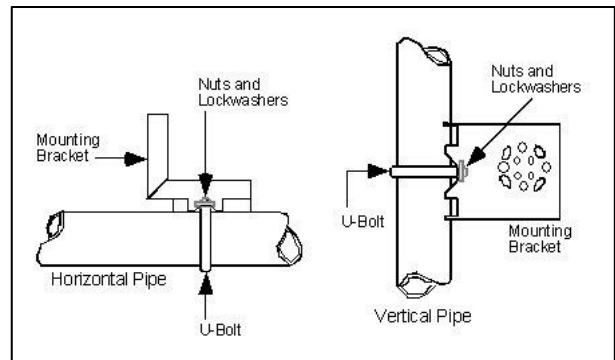 Nuts and
Lockwashers
Mounting
Bracket
Horizontal Pipe
U-Bolt
Nuts and
Lockwashers
U-Bolt
Mounting
Bracket
Vertical Pipe